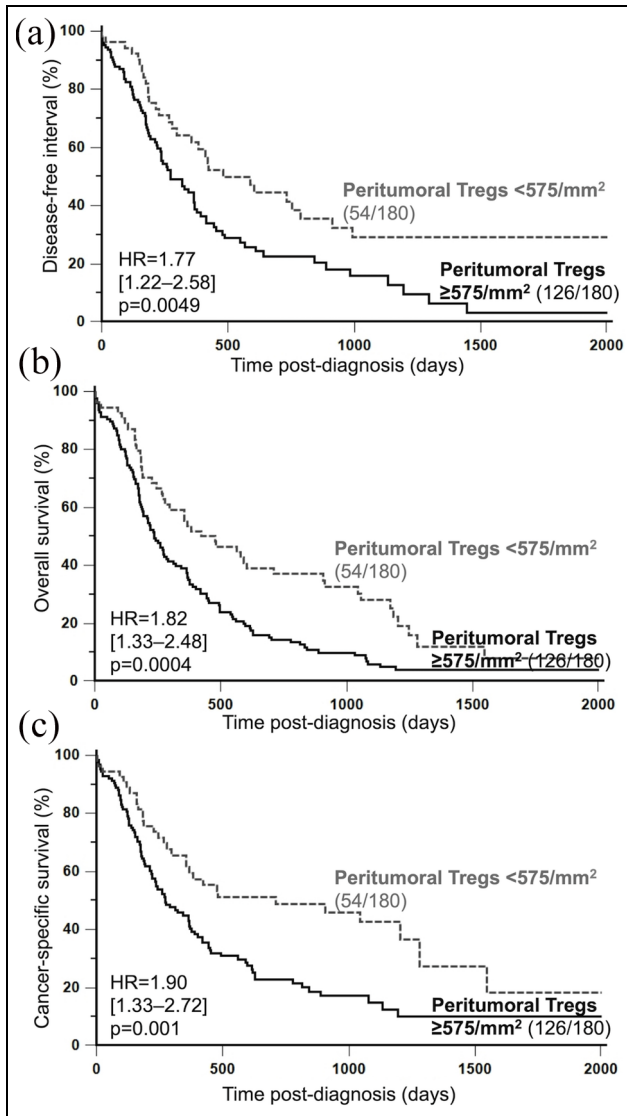 (a)
Disease-free interval (%)
100
80
60
40
20
0
Peritumoral Tregs <575/mm²
(54/180)
HR=1.77
[1.22–2.58]
p=0.0049
Peritumoral Tregs
≥575/mm² (126/180)
0 500 1000 1500 2000
Time post-diagnosis (days)
(b)
Overall survival (%)
100
80
60
40
20
0
Peritumoral Tregs <575/mm²
(54/180)
HR=1.82
[1.33–2.48]
p=0.0004
Peritumoral Tregs
≥575/mm² (126/180)
0 500 1000 1500 2000
Time post-diagnosis (days)
(c)
Cancer-specific survival (%)
100
80
60
40
20
0
Peritumoral Tregs <575/mm²
(54/180)
HR=1.90
[1.33–2.72]
p=0.001
Peritumoral Tregs
≥575/mm² (126/180)
0 500 1000 1500 2000
Time post-diagnosis (days)